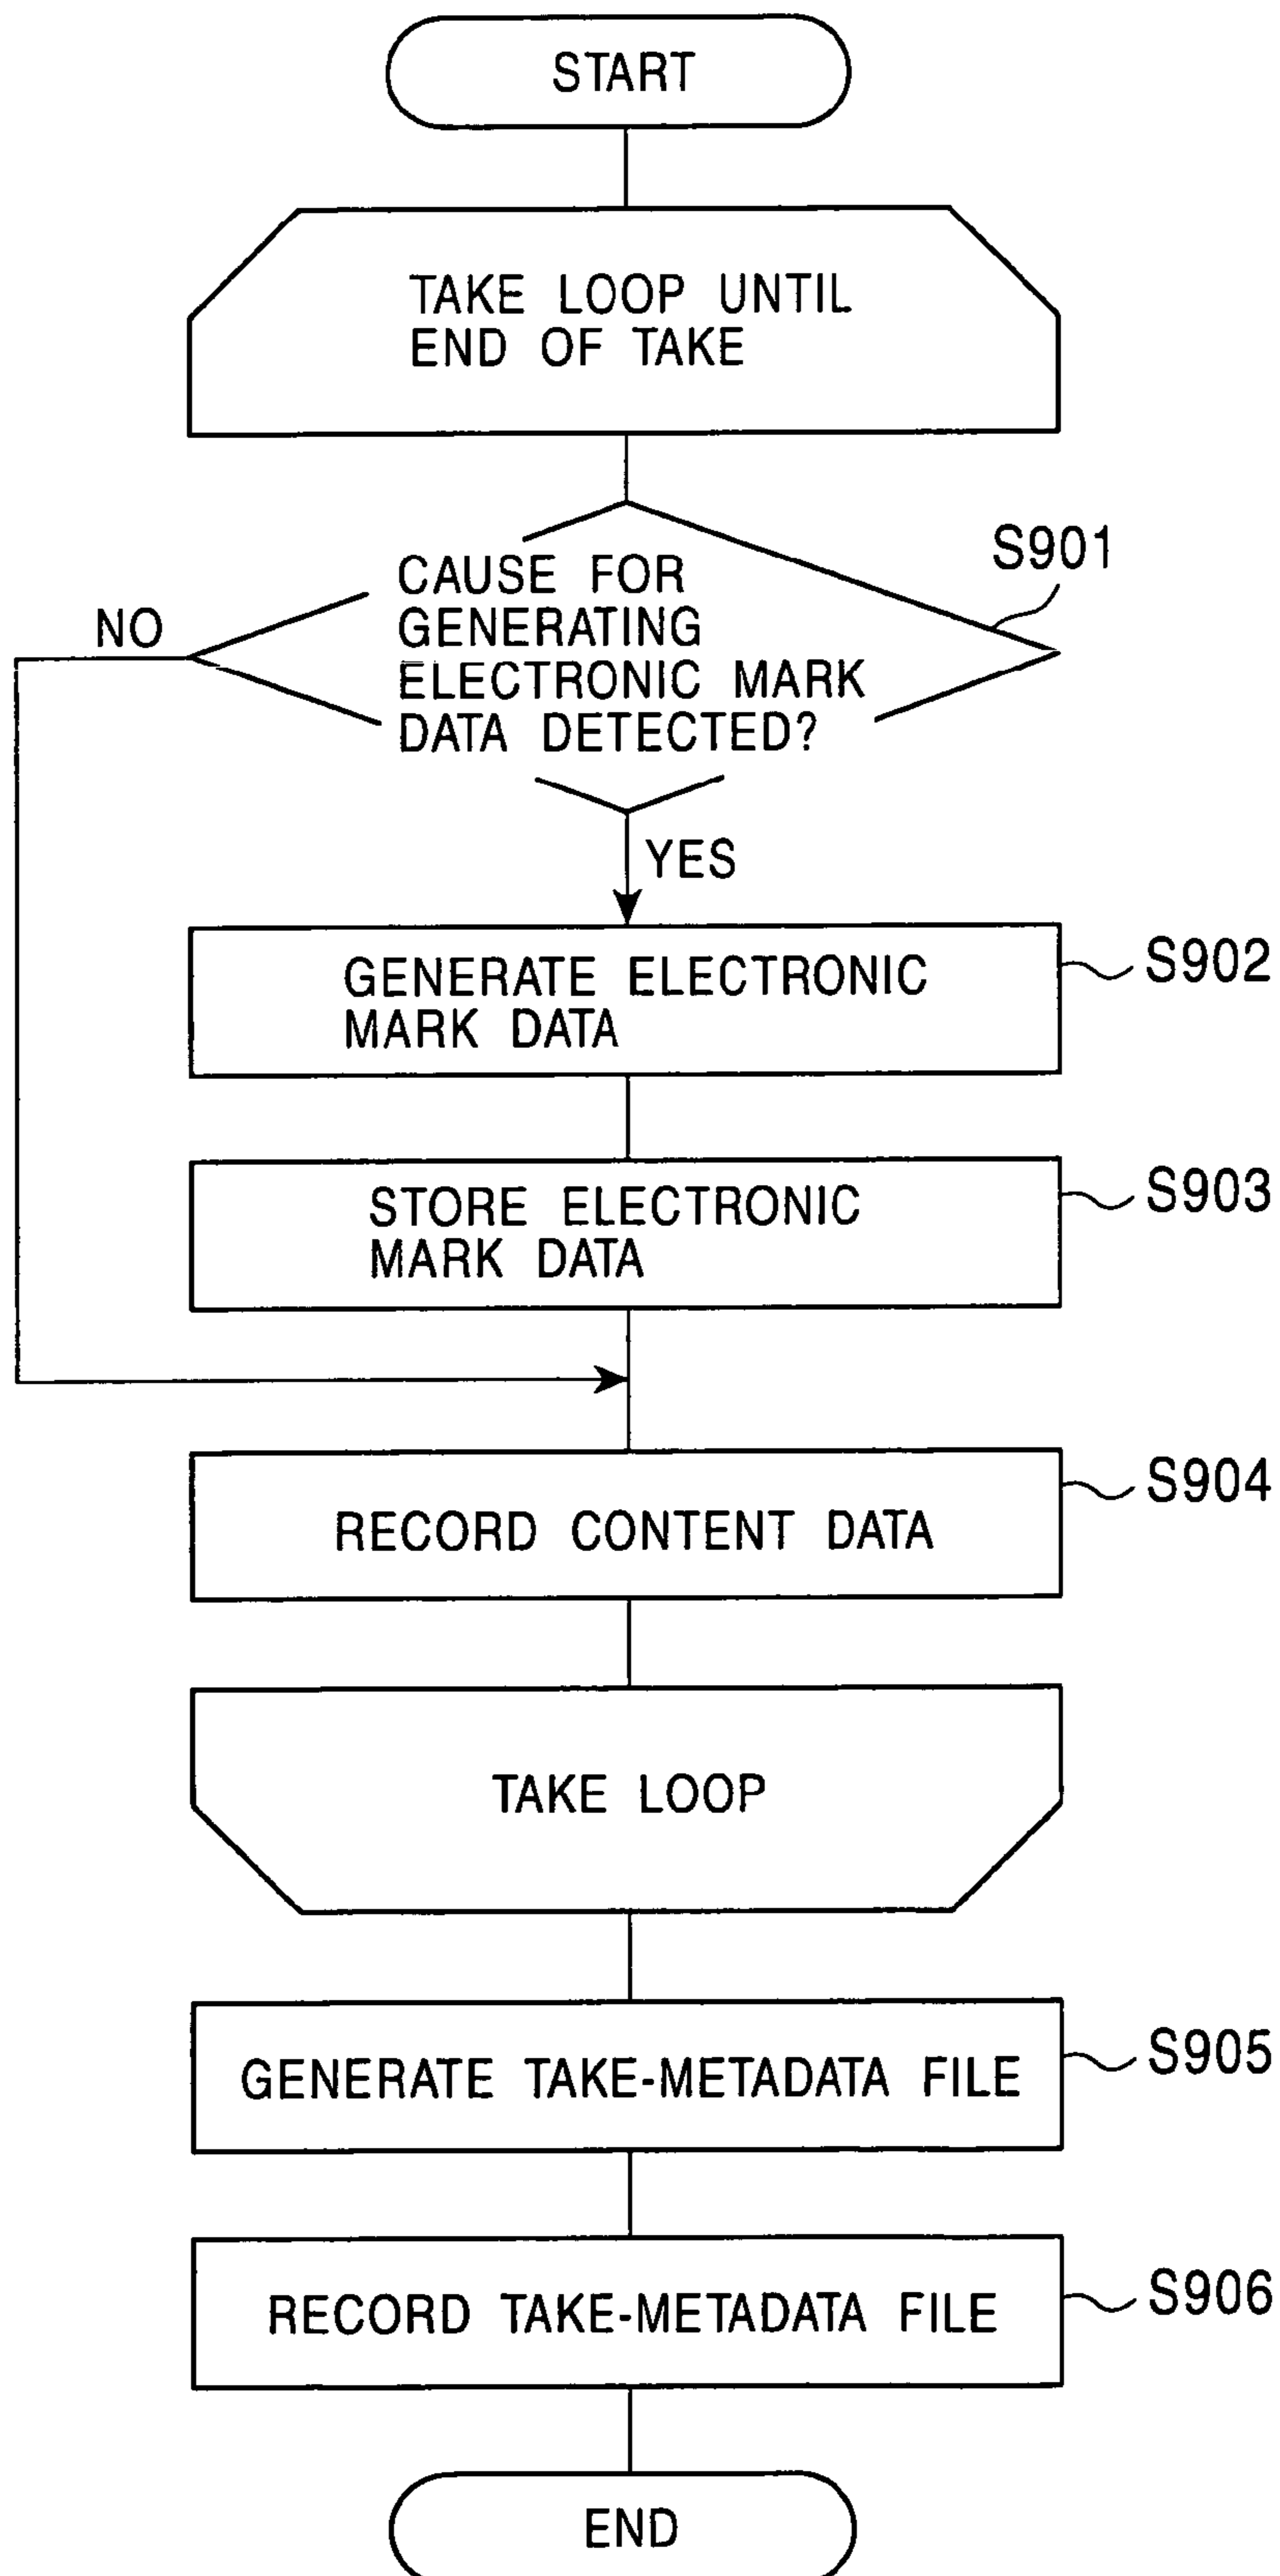 START
TAKE LOOP UNTIL
END OF TAKE
S901
CAUSE FOR
GENERATING
ELECTRONIC MARK
DATA DETECTED?
NO
YES
GENERATE ELECTRONIC
MARK DATA
S902
STORE ELECTRONIC
MARK DATA
S903
RECORD CONTENT DATA
S904
TAKE LOOP
GENERATE TAKE-METADATA FILE
S905
RECORD TAKE-METADATA FILE
S906
END